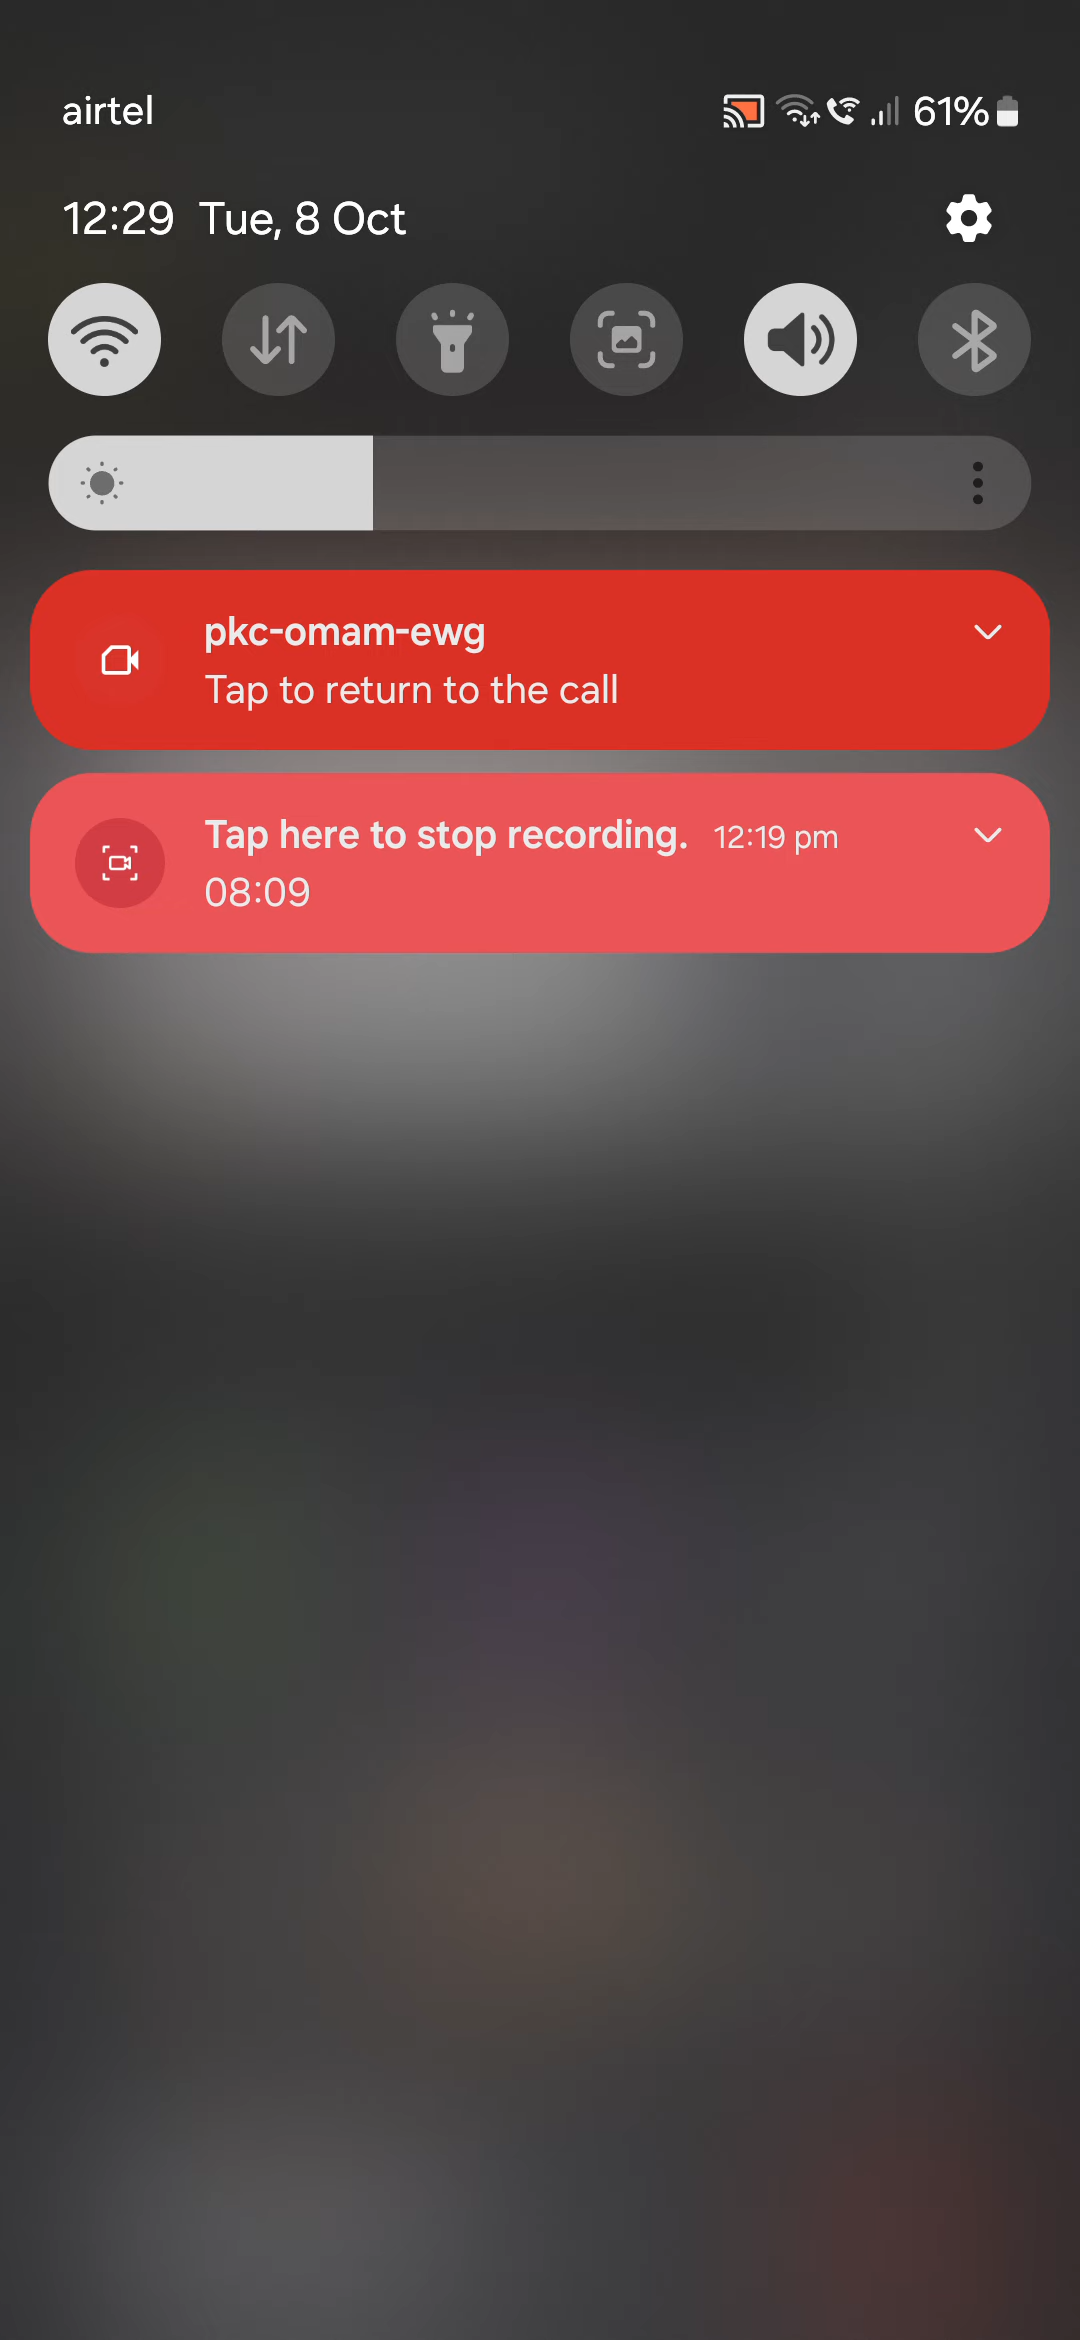 airtel 61%
12:29 Tue, 8 Oct
pkc-omam-ewg
Tap to return to the call
Tap here to stop recording. 12:19 pm
08:09